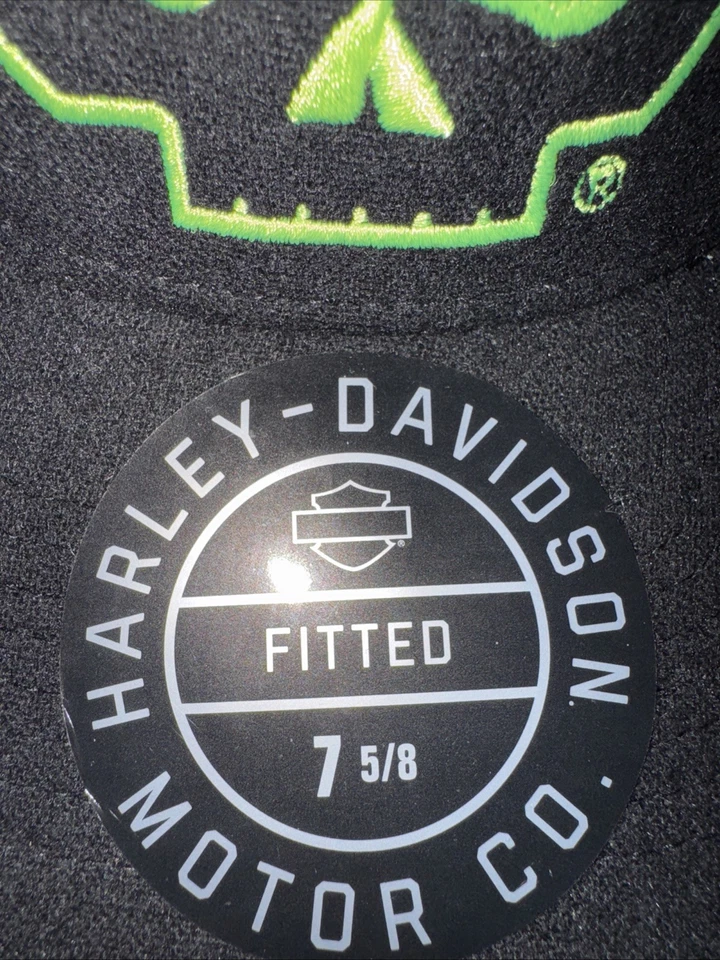 ®
HARLEY-DAVIDSON
®
FITTED
7 5/8
MOTOR CO.